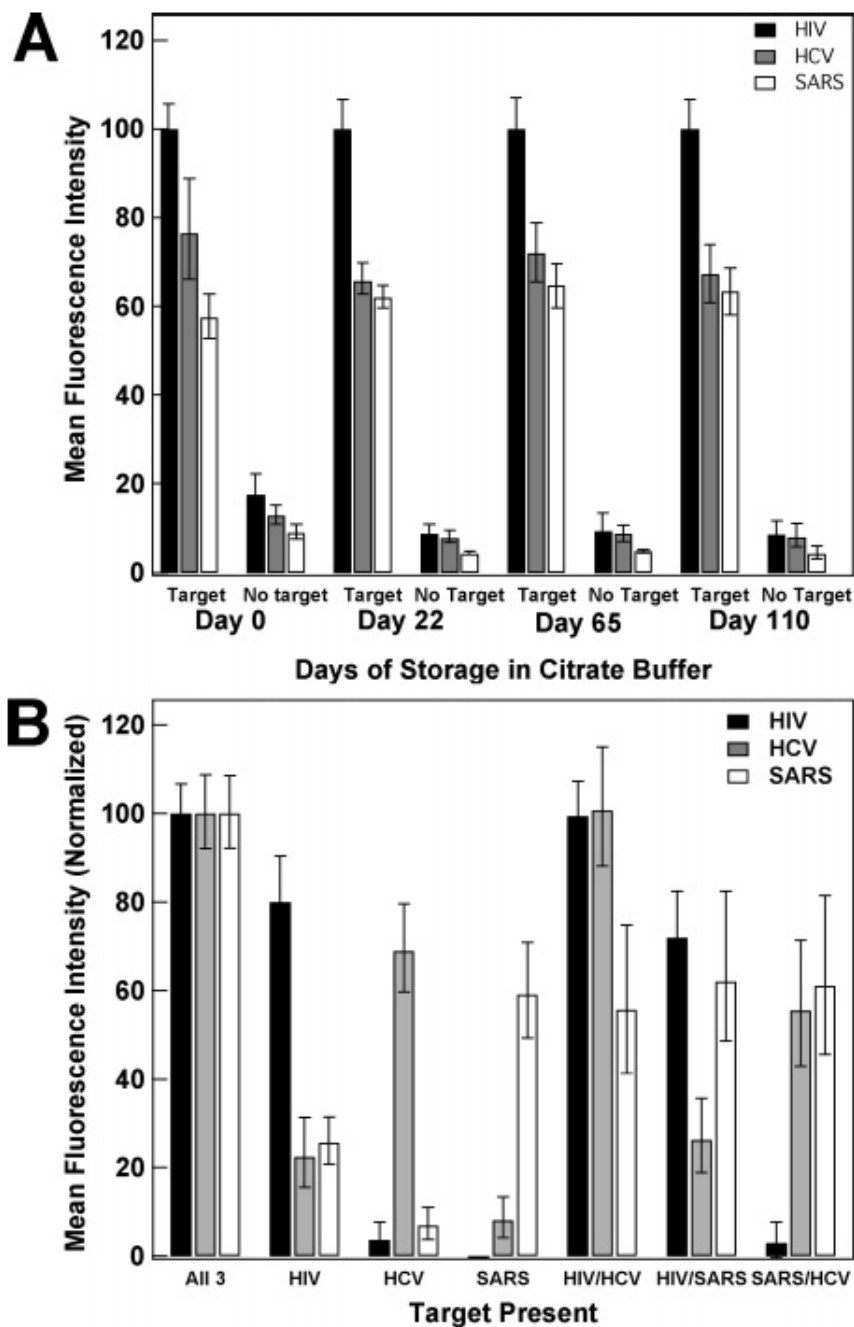 A
120
100
80
60
40
20
0
Mean Fluorescence Intensity
HIV
HCV
SARS
Target No target Target No Target Target No Target Target No Target
Day 0 Day 22 Day 65 Day 110
Days of Storage in Citrate Buffer
B
120
100
80
60
40
20
0
Mean Fluorescence Intensity (Normalized)
HIV
HCV
SARS
All 3 HIV HCV SARS HIV/HCV HIV/SARS SARS/HCV
Target Present